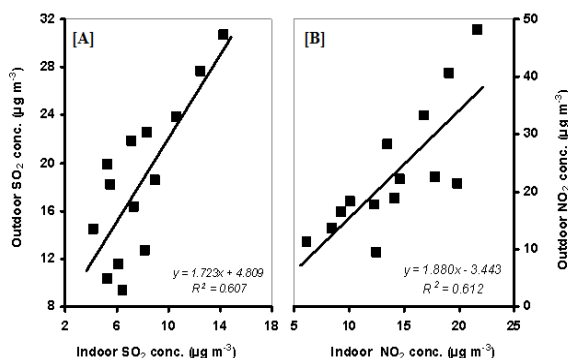 [A]
[B]
Outdoor SO2 conc. (µg m-3)
32
28
24
20
16
12
8
y = 1.723x + 4.809
R2 = 0.607
2
6
10
14
18
Indoor SO2 conc. (µg m-3)
50
40
30
20
10
0
Outdoor NO2 conc. (µg m-3)
y = 1.880x - 3.443
R2 = 0.612
5
10
15
20
25
Indoor NO2 conc. (µg m-3)